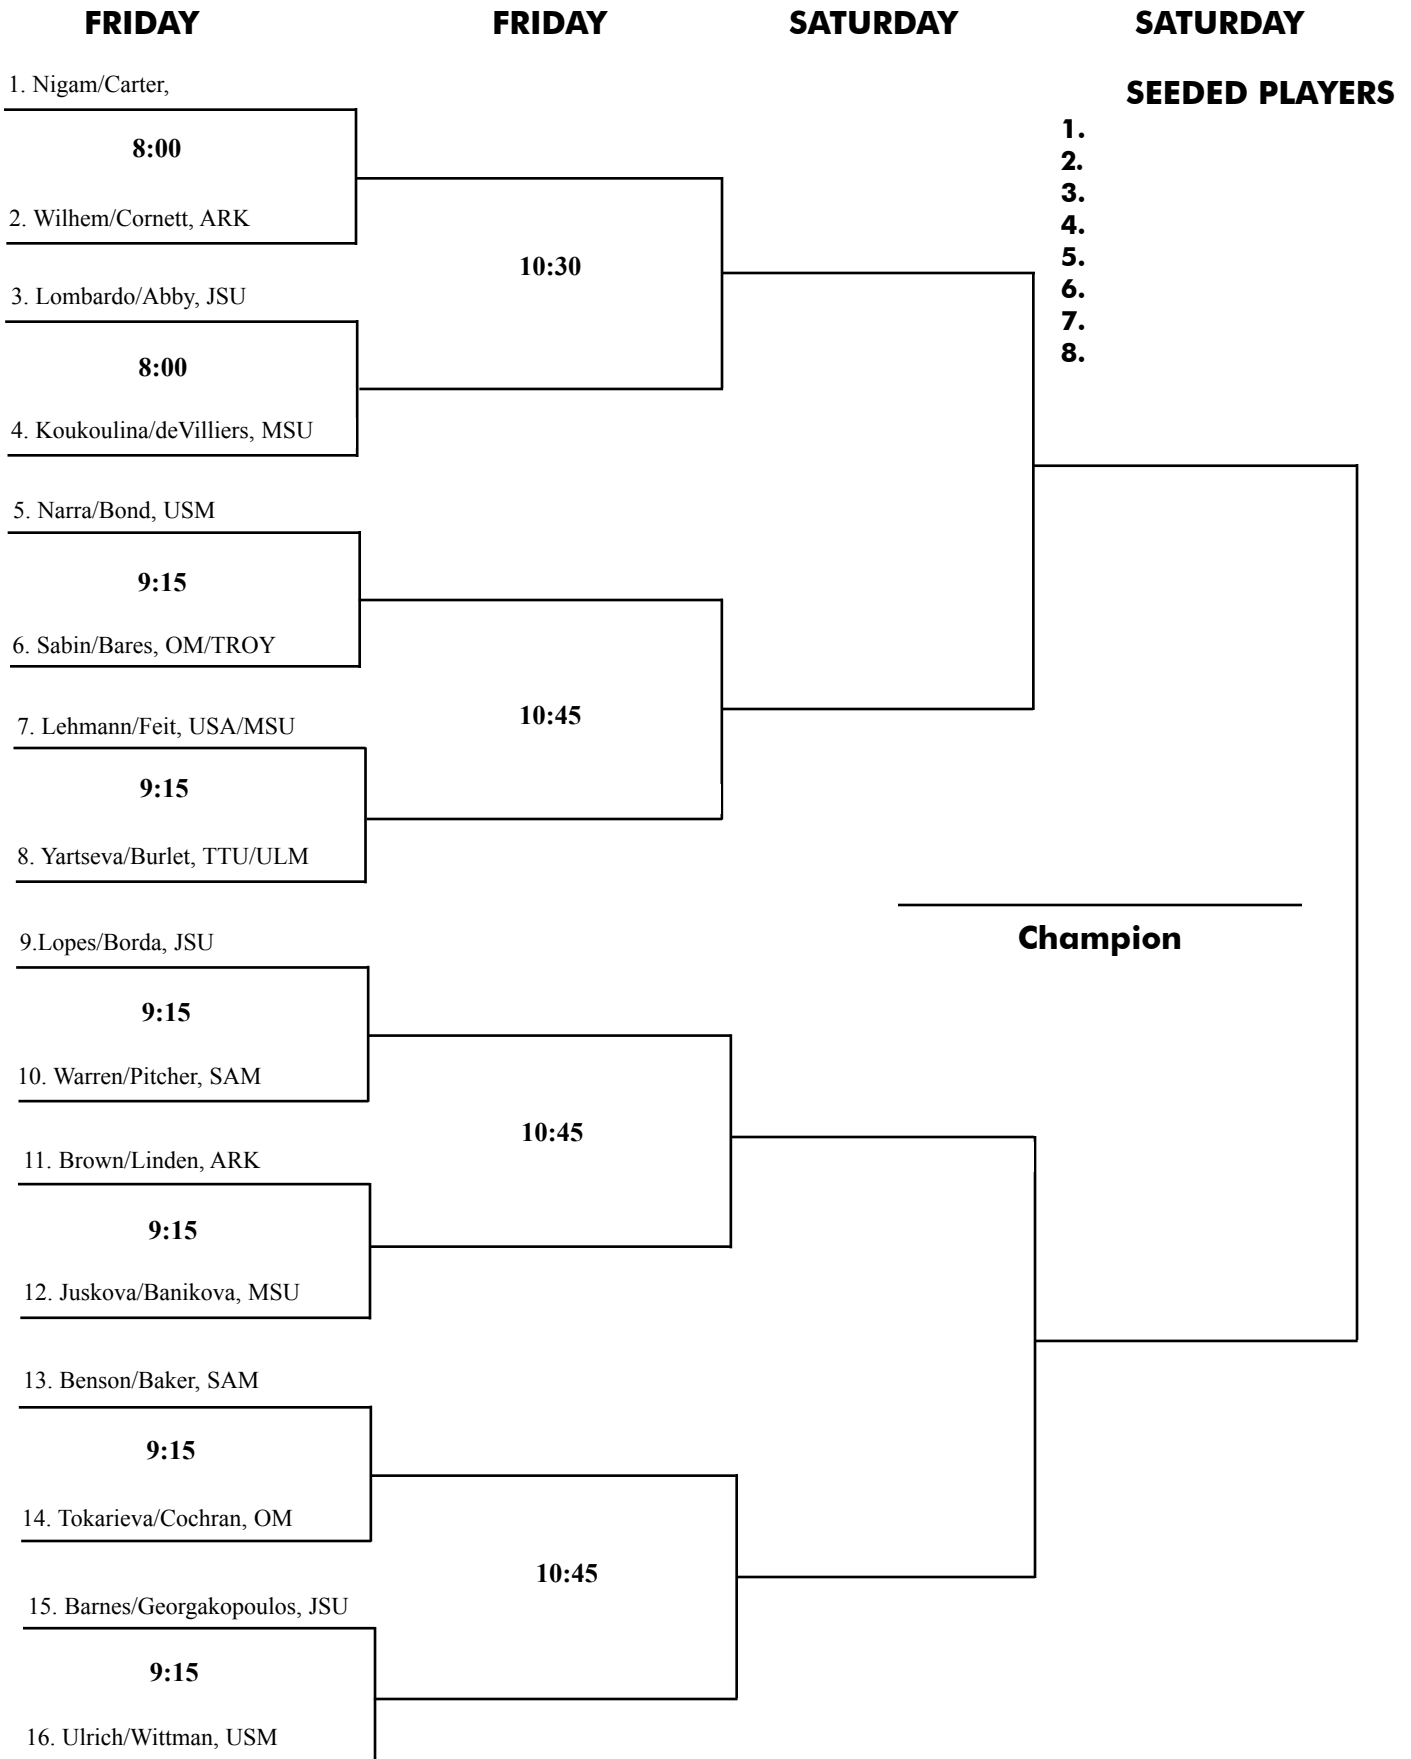 FRIDAY FRIDAY SATURDAY SATURDAY
1. Nigam/Carter,
SEEDED PLAYERS
1.
2.
3.
4.
5.
6.
7.
8.
8:00
2. Wilhem/Cornett, ARK
10:30
3. Lombardo/Abby, JSU
8:00
4. Koukoulina/deVilliers, MSU
5. Narra/Bond, USM
9:15
6. Sabin/Bares, OM/TROY
10:45
7. Lehmann/Feit, USA/MSU
9:15
8. Yartseva/Burlet, TTU/ULM
Champion
9.Lopes/Borda, JSU
9:15
10. Warren/Pitcher, SAM
10:45
11. Brown/Linden, ARK
9:15
12. Juskova/Banikova, MSU
13. Benson/Baker, SAM
9:15
14. Tokarieva/Cochran, OM
10:45
15. Barnes/Georgakopoulos, JSU
9:15
16. Ulrich/Wittman, USM